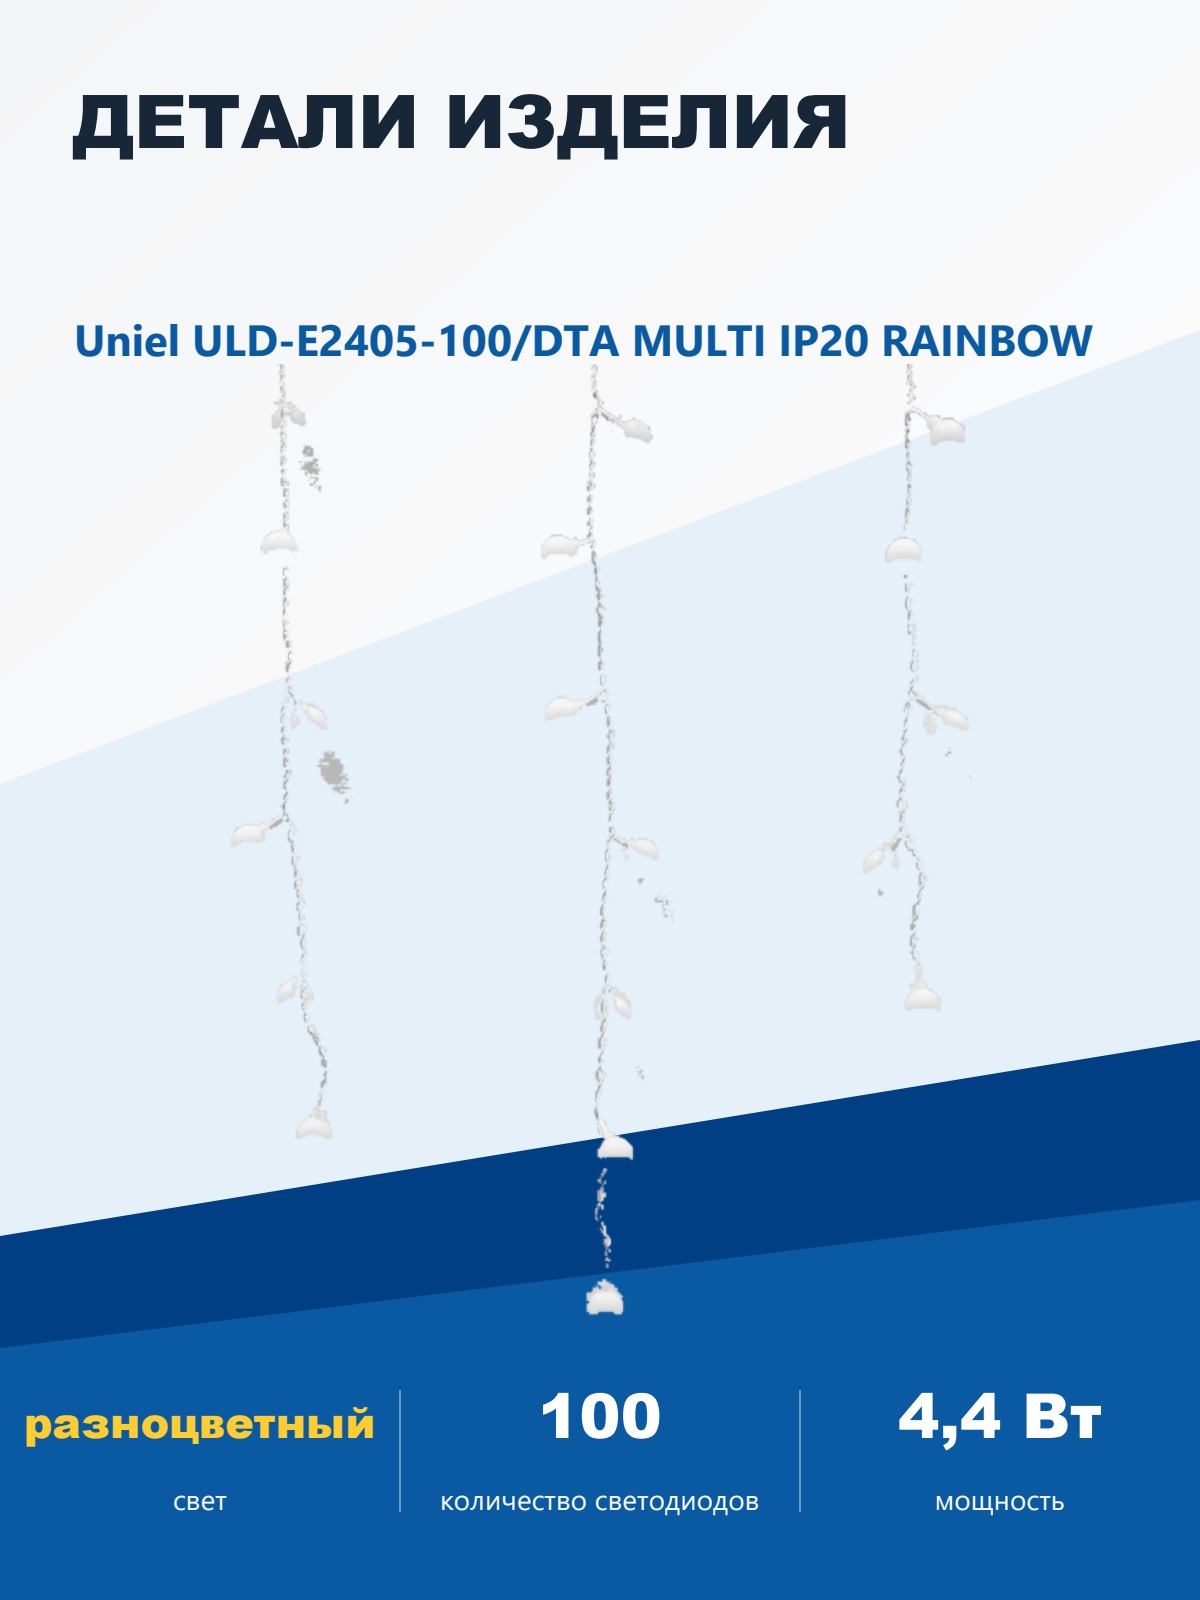 ДЕТАЛИ ИЗДЕЛИЯ
Uniel ULD-E2405-100/DTA MULTI IP20 RAINBOW
разноцветный
свет
100
количество светодиодов
4,4 Вт
мощность